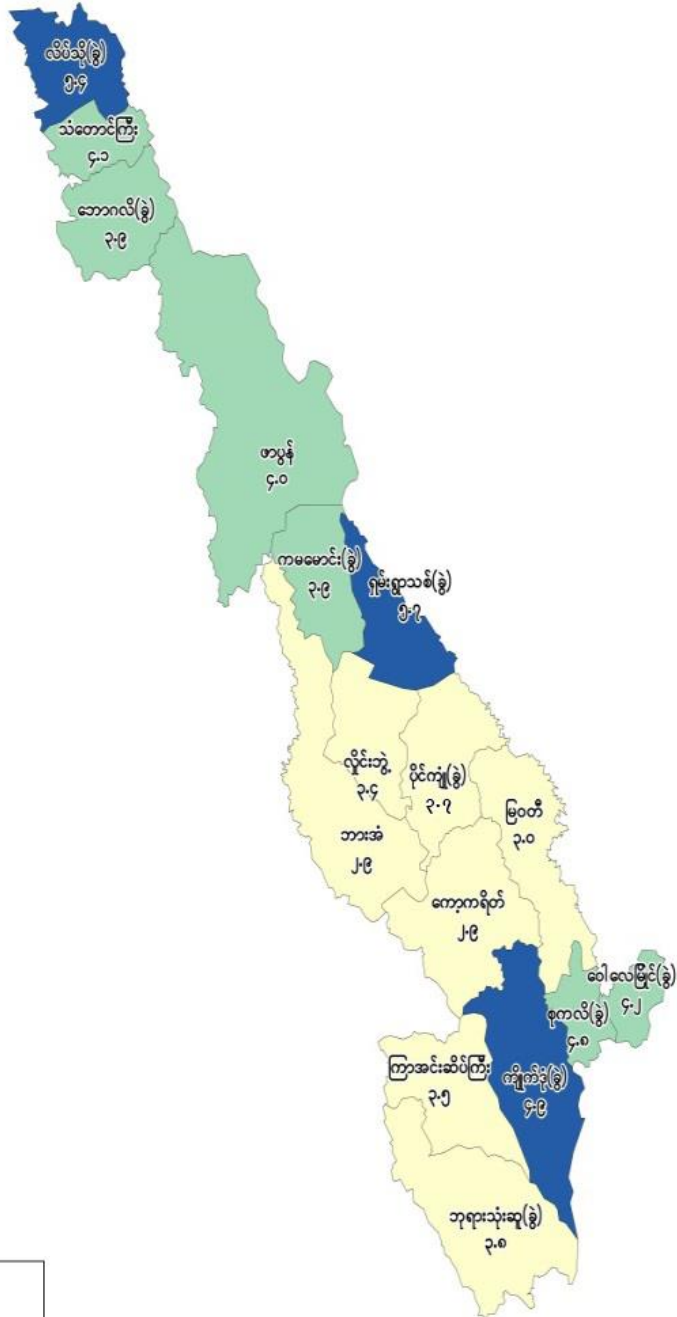 လိပ်သို(ခွဲ)
၅.၄
သံတောင်ကြီး
၄.၁
ဘောဂလိ(ခွဲ)
၃.၉
ဖာပွန်
၄.၀
ကမမောင်း(ခွဲ)
၃.၉
ရှမ်းရွာသစ်(ခွဲ)
၅.၇
လှိုင်းဘွဲ့
၃.၄
ပိုင်ကျုံ(ခွဲ)
၃.၇
မြဝတီ
၃.၀
ဘားအံ
၂.၉
ကော့ကရိတ်
၂.၉
ဝေါလေမြိုင်(ခွဲ)
၄.၂
စုကလိ(ခွဲ)
၄.၈
ကြာအင်းဆိပ်ကြီး
၃.၅
ကျိုက်ဒုံ(ခွဲ)
၄.၉
ဘုရားသုံးဆူ(ခွဲ)
၃.၈